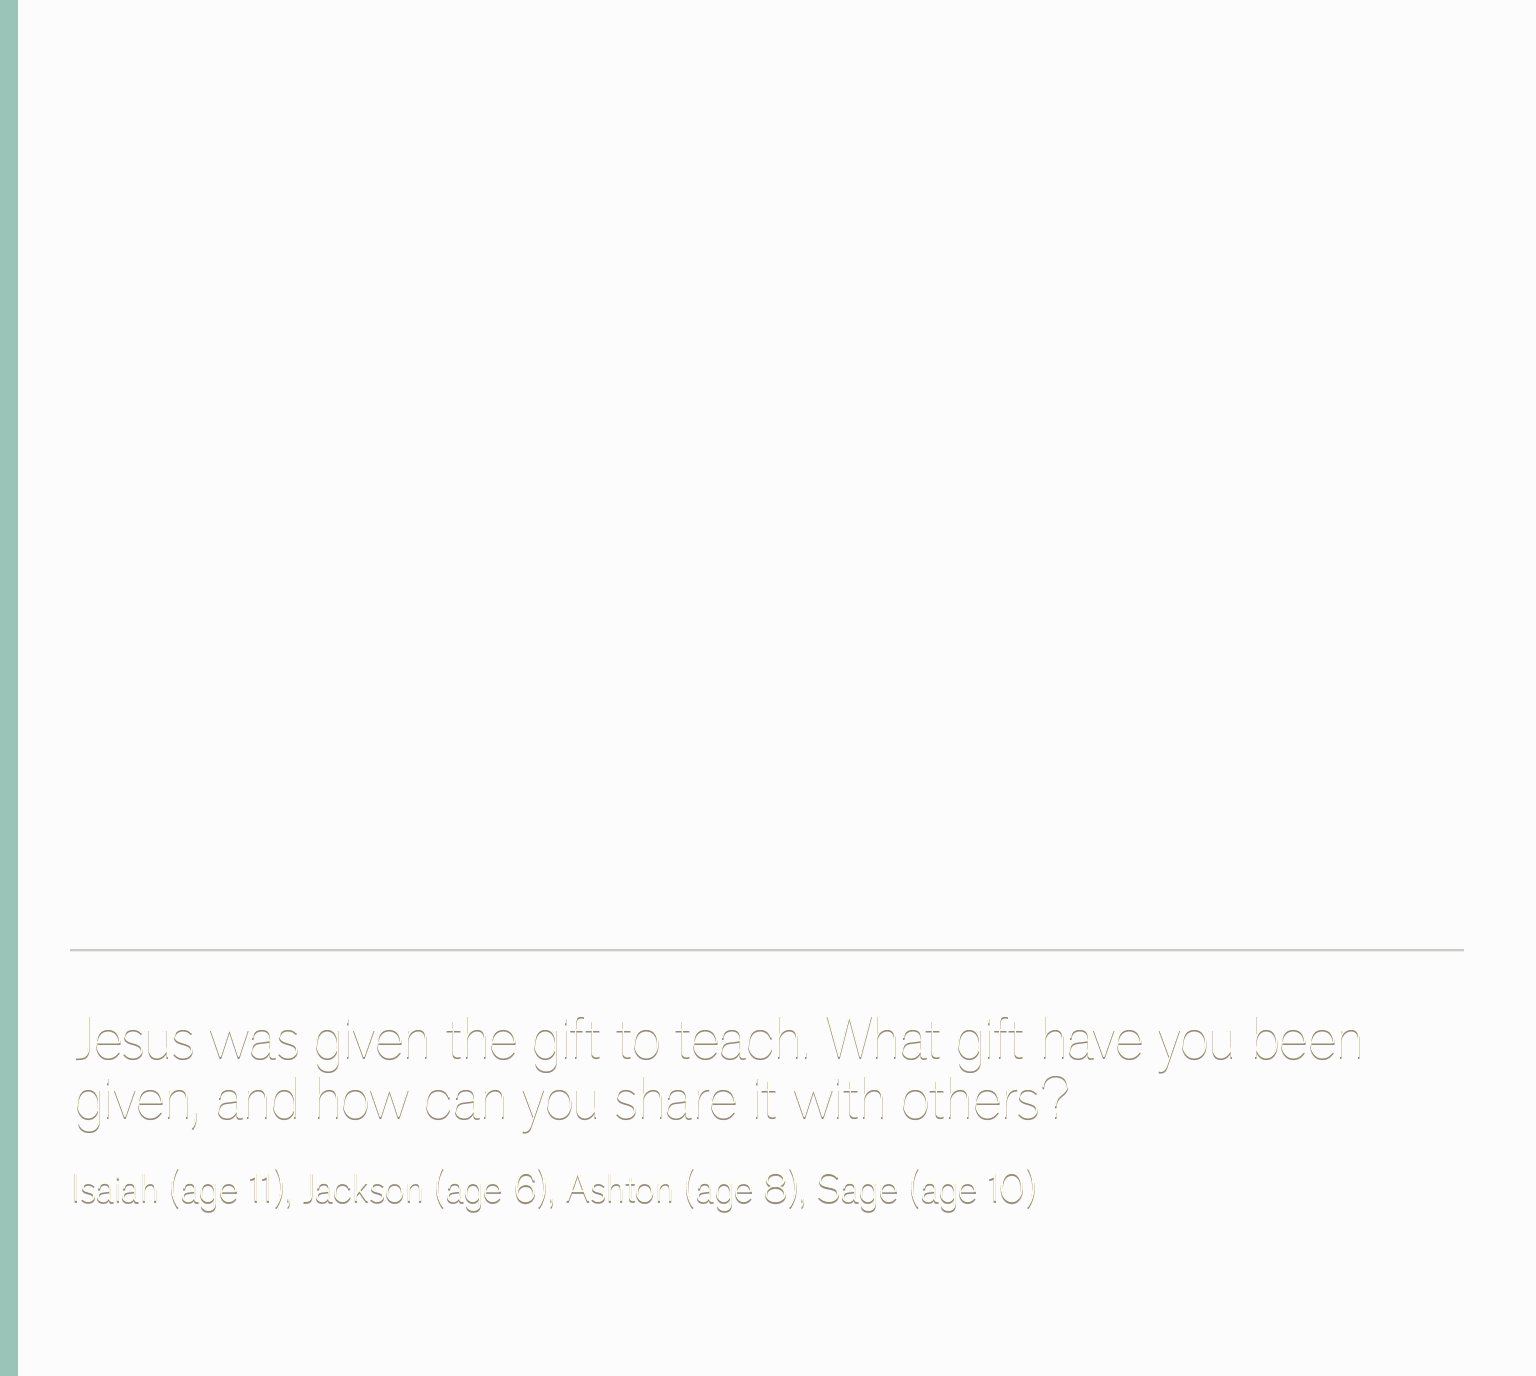 Jesus was given the gift to teach. What gift have you been
given, and how can you share it with others?
Isaiah (age 11), Jackson (age 6), Ashton (age 8), Sage (age 10)